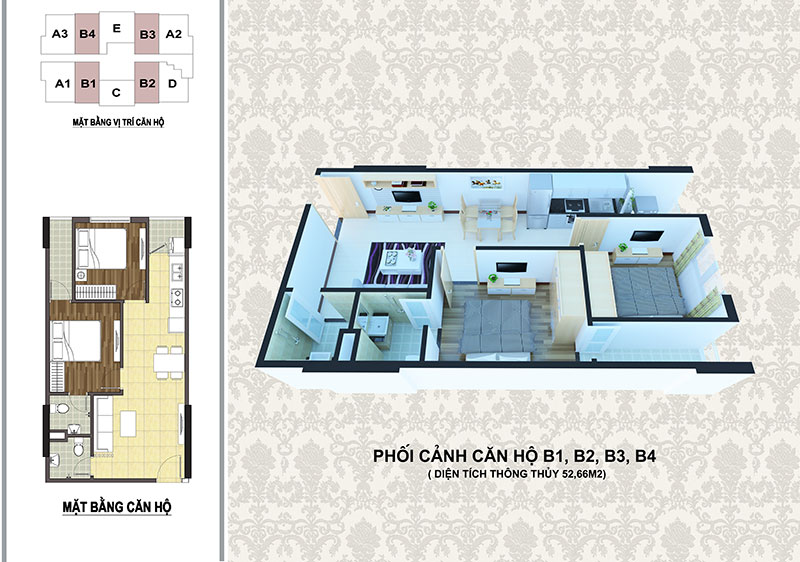 A3 B4 E B3 A2
A1 B1 C B2 D
MẶT BẰNG VỊ TRÍ CĂN HỘ
MẶT BẰNG CĂN HỘ
PHỐI CẢNH CĂN HỘ B1, B2, B3, B4
( DIỆN TÍCH THÔNG THỦY 52,66M2)